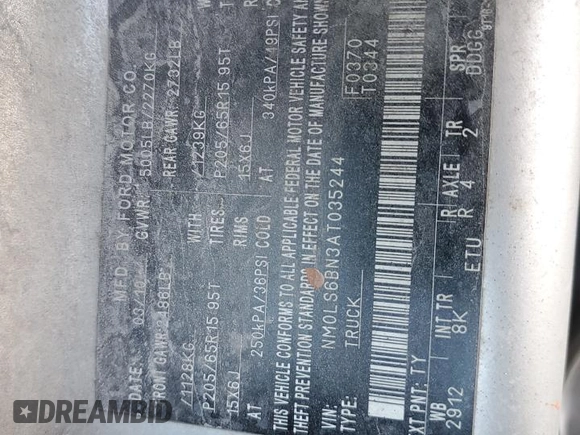 MFD. BY FORD MOTOR CO.
DATE: 03/10 GVWR: 5005LB/2270KG
FRONT GAWR: 2486LB REAR GAWR: 2732LB
/1128KG WITH /1239KG
P205/65R15 95T TIRES P205/65R15 95T
15X6J RIMS 15X6J
AT 250kPA/36PSI COLD AT 340kPA/49PSI
THIS VEHICLE CONFORMS TO ALL APPLICABLE FEDERAL MOTOR VEHICLE SAFETY AN
THEFT PREVENTION STANDARDS IN EFFECT ON THE DATE OF MANUFACTURE SHOWN
VIN: NM0LS6BN3AT035244 F0370
TYPE: TRUCK T0344
EXT PNT: TY
WB INT TR R AXLE TR SPR
2912 8K R 4 2 DDGG
ETU
DREAMBID